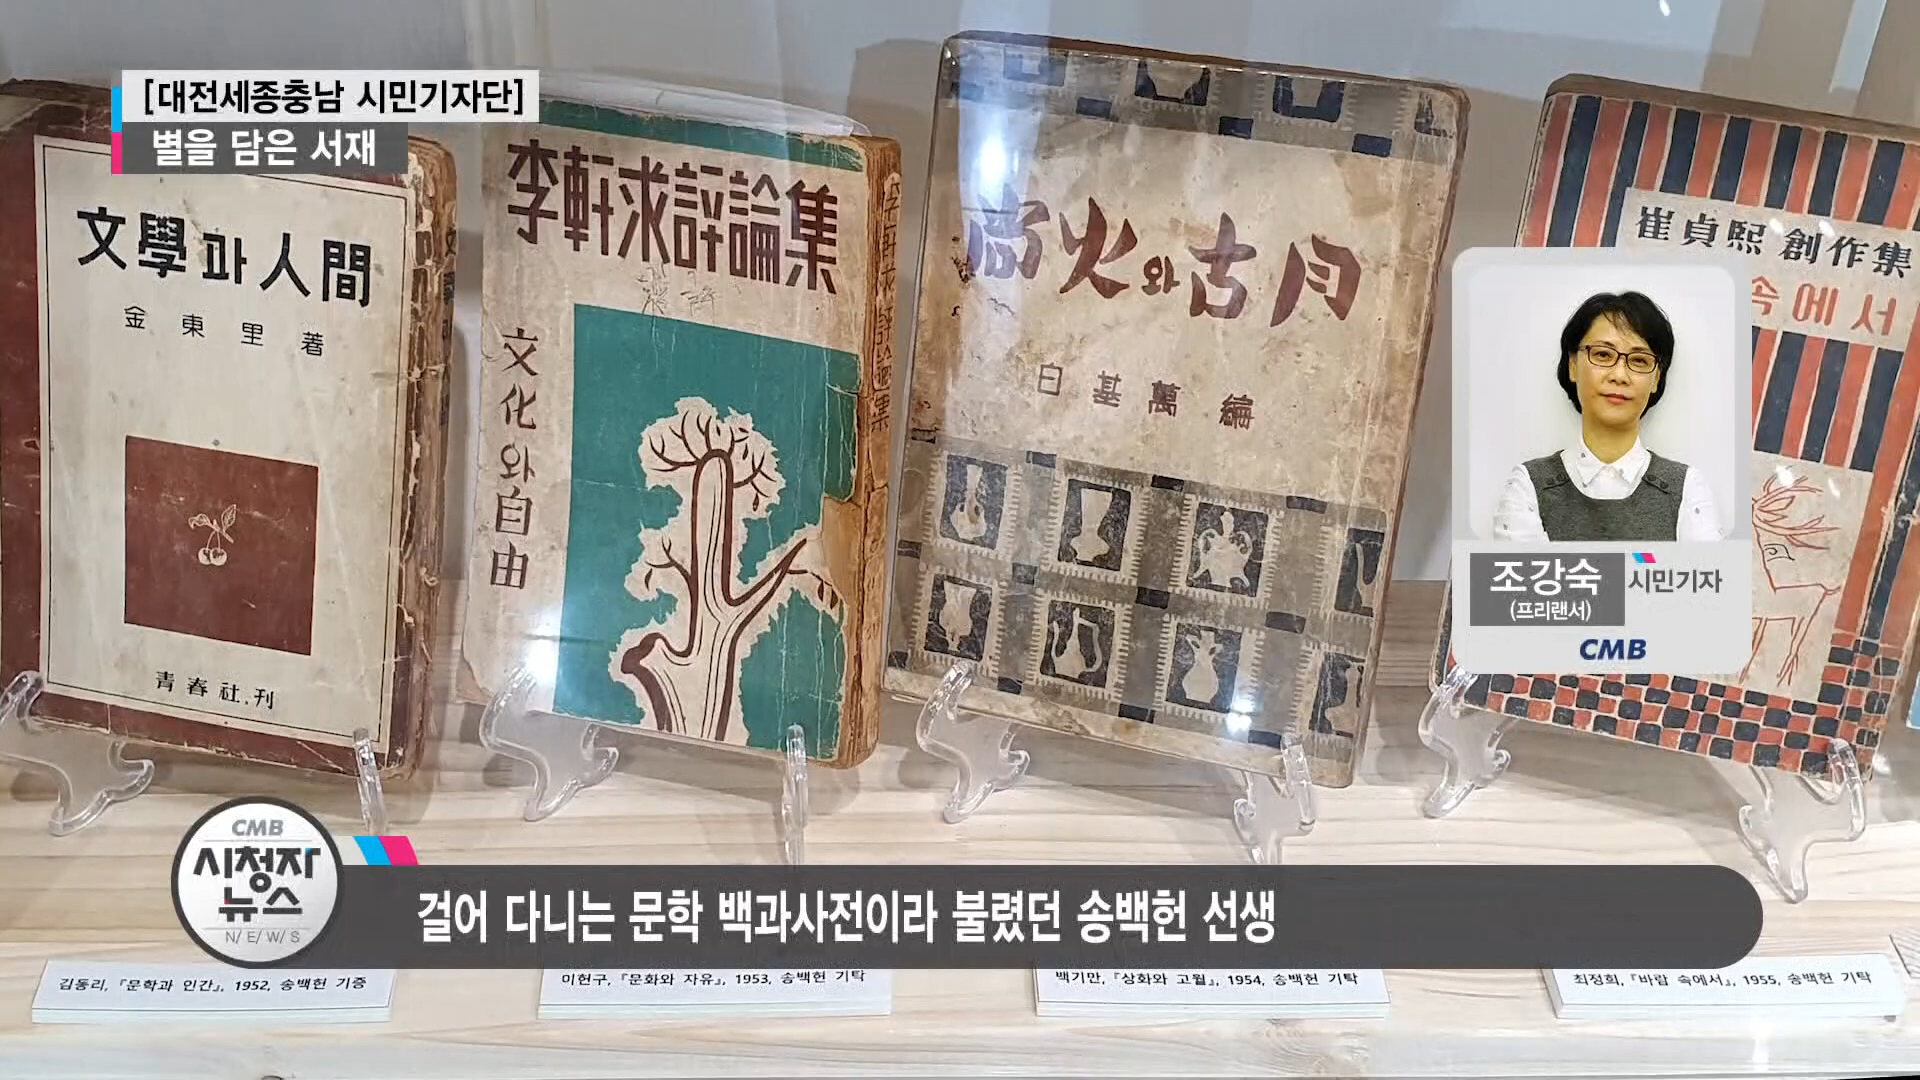 [대전세종충남 시민기자단]
별을 담은 서재
文學과人間
金東里 著
靑春社.刊
李軒求評論集
文化와自由
尙火와古月
白基萬 編
崔貞熙 創作集
속에서
조강숙
(프리랜서)
시민기자
CMB
CMB
시청자
뉴스
N/ E/ W/ S
걸어 다니는 문학 백과사전이라 불렸던 송백헌 선생
김동리, 『문학과 인간』, 1952, 송백헌 기증
이헌구, 『문화와 자유』, 1953, 송백헌 기탁
백기만, 『상화와 고월』, 1954, 송백헌 기탁
최정희, 『바람 속에서』, 1955, 송백헌 기탁